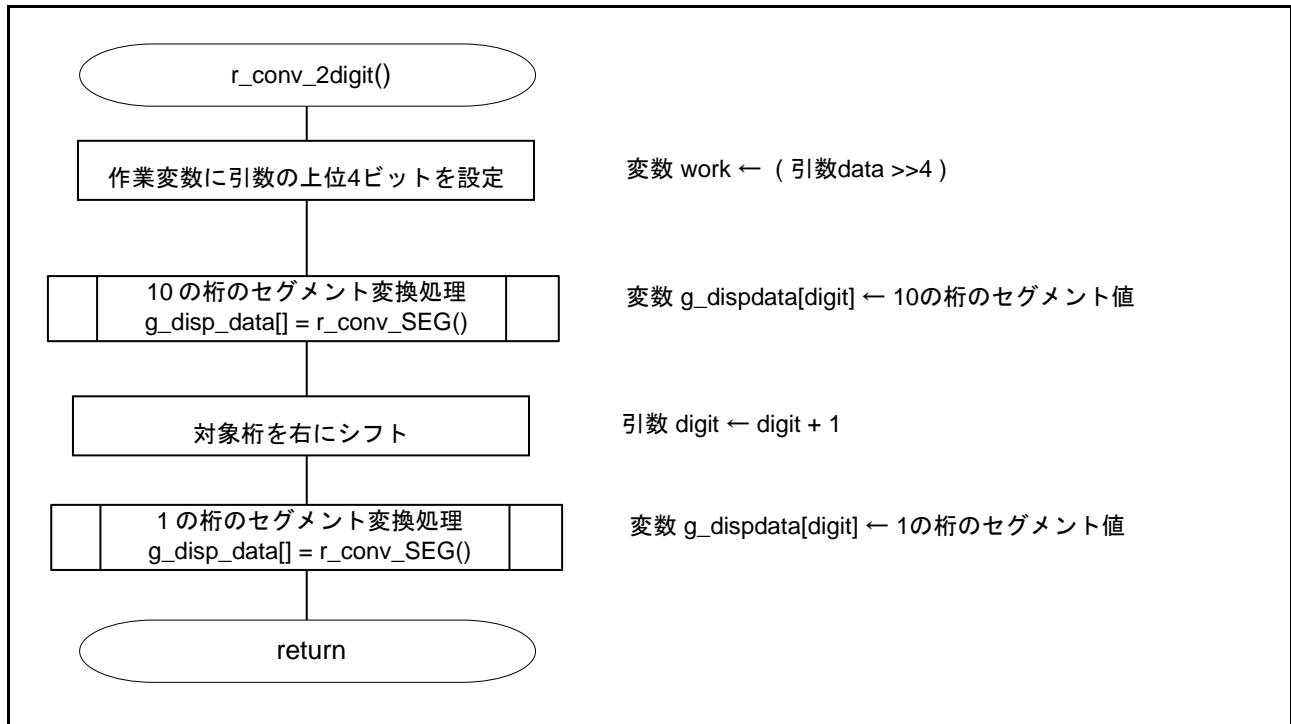 r_conv_2digit()
作業変数に引数の上位4ビットを設定
変数 work ← ( 引数data >>4 )
10 の桁のセグメント変換処理
g_disp_data[] = r_conv_SEG()
変数 g_dispdata[digit] ← 10の桁のセグメント値
対象桁を右にシフト
引数 digit ← digit + 1
1 の桁のセグメント変換処理
g_disp_data[] = r_conv_SEG()
変数 g_dispdata[digit] ← 1の桁のセグメント値
return